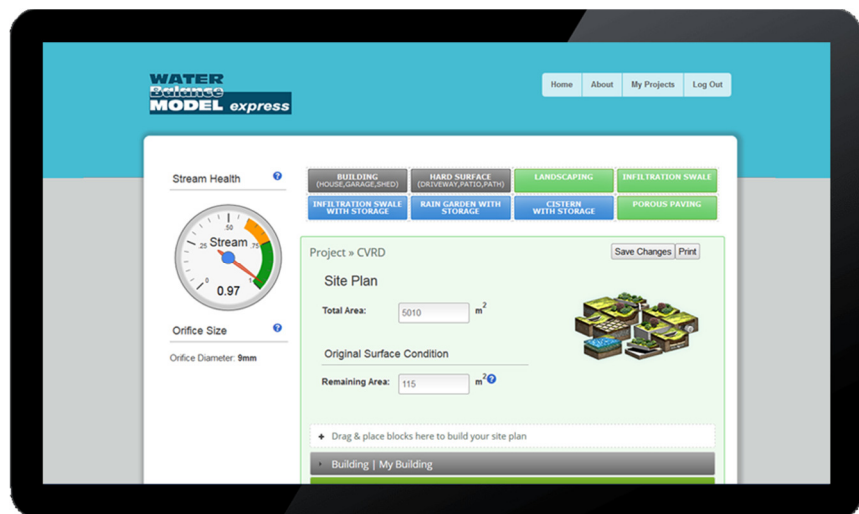 WATER
Balance
MODEL express
Home About My Projects Log Out
Stream Health ?
BUILDING
(HOUSE,GARAGE,SHED)
HARD SURFACE
(DRIVEWAY,PATIO,PATH)
LANDSCAPING
INFILTRATION SWALE
INFILTRATION SWALE
WITH STORAGE
RAIN GARDEN WITH
STORAGE
CISTERN
WITH STORAGE
POROUS PAVING
0 .25 .50 .75 1
Stream
0.97
Orifice Size ?
Orifice Diameter: 9mm
Project » CVRD
Save Changes Print
Site Plan
Total Area: 5010 m²
Original Surface Condition
Remaining Area: 115 m² ?
+ Drag & place blocks here to build your site plan
Building | My Building